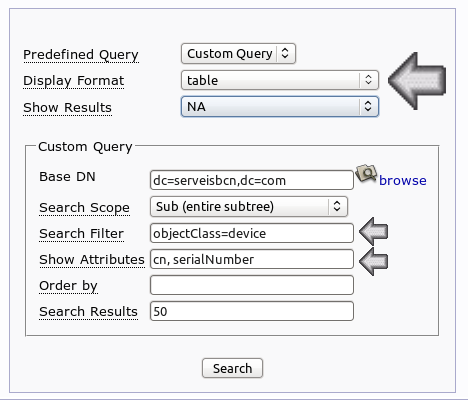 Predefined Query Custom Query
Display Format table
Show Results NA
Custom Query
Base DN dc=serveisbcn,dc=com browse
Search Scope Sub (entire subtree)
Search Filter objectClass=device
Show Attributes cn, serialNumber
Order by
Search Results 50
Search